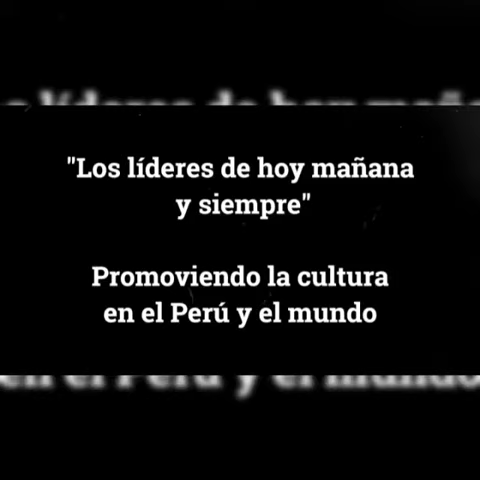 "Los líderes de hoy mañana
y siempre"
Promoviendo la cultura
en el Perú y el mundo